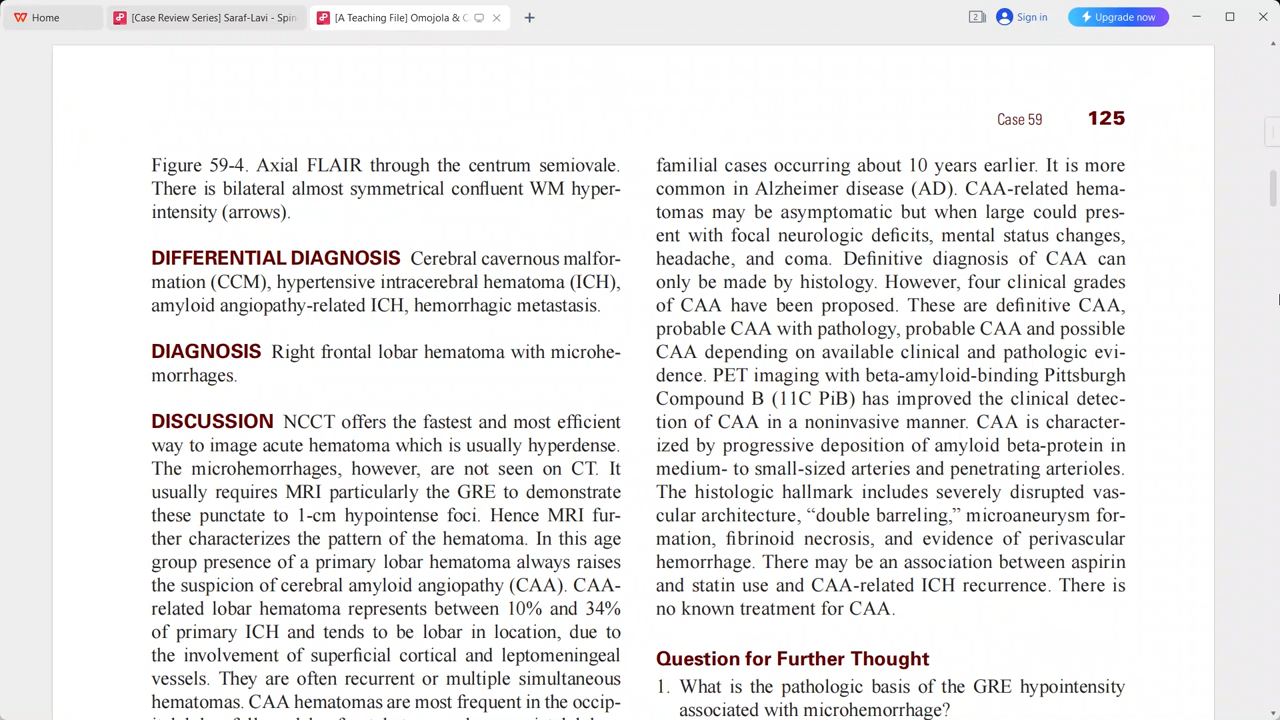 Home
[Case Review Series] Saraf-Lavi - Spin
[A Teaching File] Omojola & C
2
Sign in
Upgrade now
Case 59 125
Figure 59-4. Axial FLAIR through the centrum semiovale.
There is bilateral almost symmetrical confluent WM hyper-
intensity (arrows).
DIFFERENTIAL DIAGNOSIS Cerebral cavernous malfor-
mation (CCM), hypertensive intracerebral hematoma (ICH),
amyloid angiopathy-related ICH, hemorrhagic metastasis.
DIAGNOSIS Right frontal lobar hematoma with microhe-
morrhages.
DISCUSSION NCCT offers the fastest and most efficient
way to image acute hematoma which is usually hyperdense.
The microhemorrhages, however, are not seen on CT. It
usually requires MRI particularly the GRE to demonstrate
these punctate to 1-cm hypointense foci. Hence MRI fur-
ther characterizes the pattern of the hematoma. In this age
group presence of a primary lobar hematoma always raises
the suspicion of cerebral amyloid angiopathy (CAA). CAA-
related lobar hematoma represents between 10% and 34%
of primary ICH and tends to be lobar in location, due to
the involvement of superficial cortical and leptomeningeal
vessels. They are often recurrent or multiple simultaneous
hematomas. CAA hematomas are most frequent in the occip-
familial cases occurring about 10 years earlier. It is more
common in Alzheimer disease (AD). CAA-related hema-
tomas may be asymptomatic but when large could pres-
ent with focal neurologic deficits, mental status changes,
headache, and coma. Definitive diagnosis of CAA can
only be made by histology. However, four clinical grades
of CAA have been proposed. These are definitive CAA,
probable CAA with pathology, probable CAA and possible
CAA depending on available clinical and pathologic evi-
dence. PET imaging with beta-amyloid-binding Pittsburgh
Compound B (11C PiB) has improved the clinical detec-
tion of CAA in a noninvasive manner. CAA is character-
ized by progressive deposition of amyloid beta-protein in
medium- to small-sized arteries and penetrating arterioles.
The histologic hallmark includes severely disrupted vas-
cular architecture, “double barreling,” microaneurysm for-
mation, fibrinoid necrosis, and evidence of perivascular
hemorrhage. There may be an association between aspirin
and statin use and CAA-related ICH recurrence. There is
no known treatment for CAA.
Question for Further Thought
1. What is the pathologic basis of the GRE hypointensity
associated with microhemorrhage?